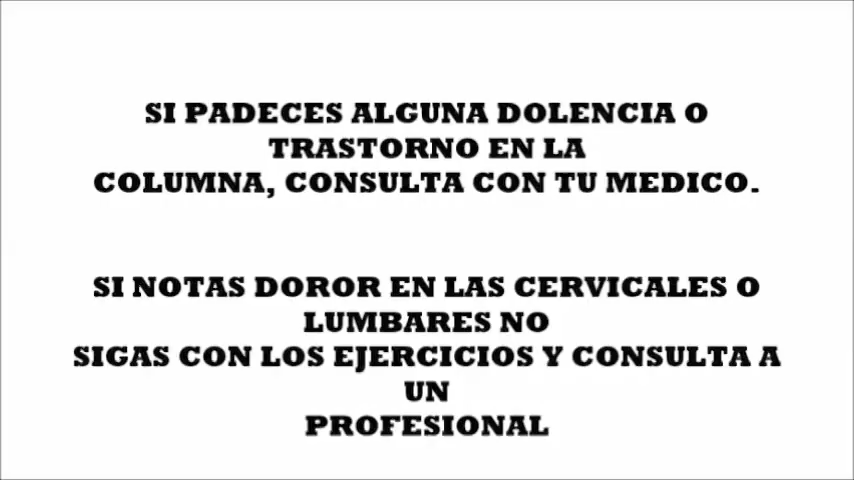 SI PADECES ALGUNA DOLENCIA O
TRASTORNO EN LA
COLUMNA, CONSULTA CON TU MEDICO.
SI NOTAS DOROR EN LAS CERVICALES O
LUMBARES NO
SIGAS CON LOS EJERCICIOS Y CONSULTA A
UN
PROFESIONAL